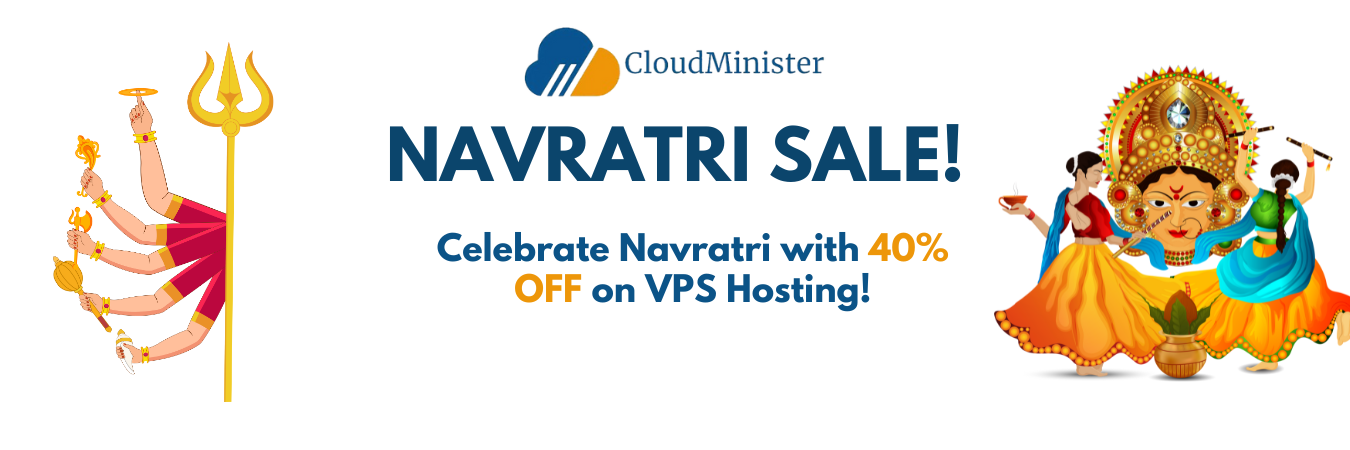 CloudMinister
NAVRATRI SALE!
Celebrate Navratri with 40%
OFF on VPS Hosting!